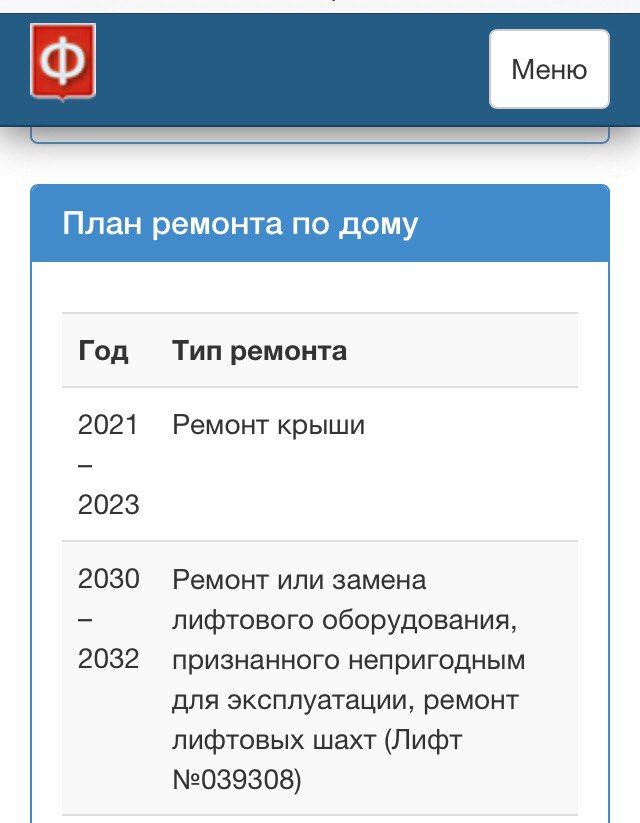 Ф
Меню
План ремонта по дому
Год Тип ремонта
2021 Ремонт крыши
–
2023
2030 Ремонт или замена
– лифтового оборудования,
2032 признанного непригодным
для эксплуатации, ремонт
лифтовых шахт (Лифт
№039308)